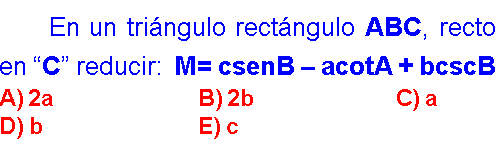 En un triángulo rectángulo ABC, recto
en “C” reducir: M= csenB – acotA + bcscB
A) 2a B) 2b C) a
D) b E) c